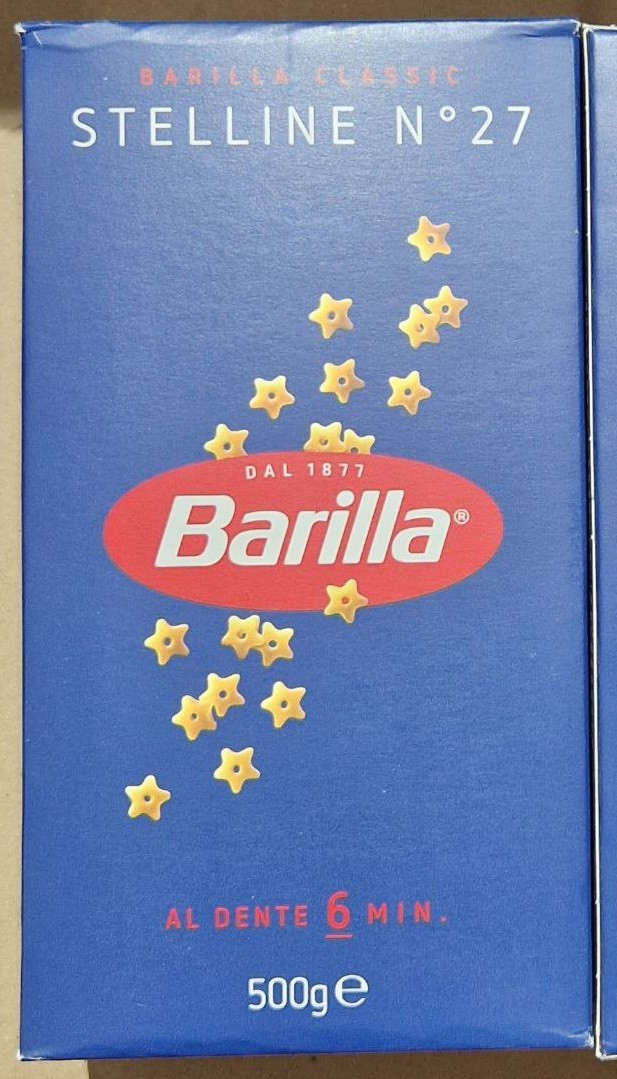 BARILLA CLASSIC
STELLINE N°27
DAL 1877
Barilla®
AL DENTE 6 MIN.
500g℮